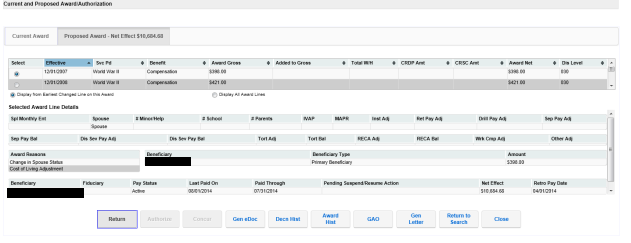 Current and Proposed Award/Authorization
Current Award Proposed Award - Net Effect $10,684.68
Select Effective Svc Pd Benefit Award Gross Added to Gross Total W/H CRDP Amt CRSC Amt Award Net Dis Level
12/01/2007 World War II Compensation $398.00 $398.00 030
12/01/2008 World War II Compensation $421.00 $421.00 030
Display from Earliest Changed Line on this Award Display All Award Lines
Selected Award Line Details
Spl Monthly Ent Spouse # Minor/Help # School # Parents IVAP MAPR Inst Adj Ret Pay Adj Drill Pay Adj Sep Pay Adj
Spouse
Sep Pay Bal Dis Sev Pay Adj Dis Sev Pay Bal Tort Adj Tort Bal RECA Adj RECA Bal Wrk Cmp Adj Other Adj
Award Reasons Beneficiary Beneficiary Type Amount
Change in Spouse Status Primary Beneficiary $398.00
Cost of Living Adjustment
Beneficiary Fiduciary Pay Status Last Paid On Paid Through Pending Suspend/Resume Action Net Effect Retro Pay Date
Active 08/01/2014 07/31/2014 $10,684.68 04/01/2014
Return Authorize Cancel Gen eDoc Decn Hist Award Hist GAO Gen Letter Return to Search Close